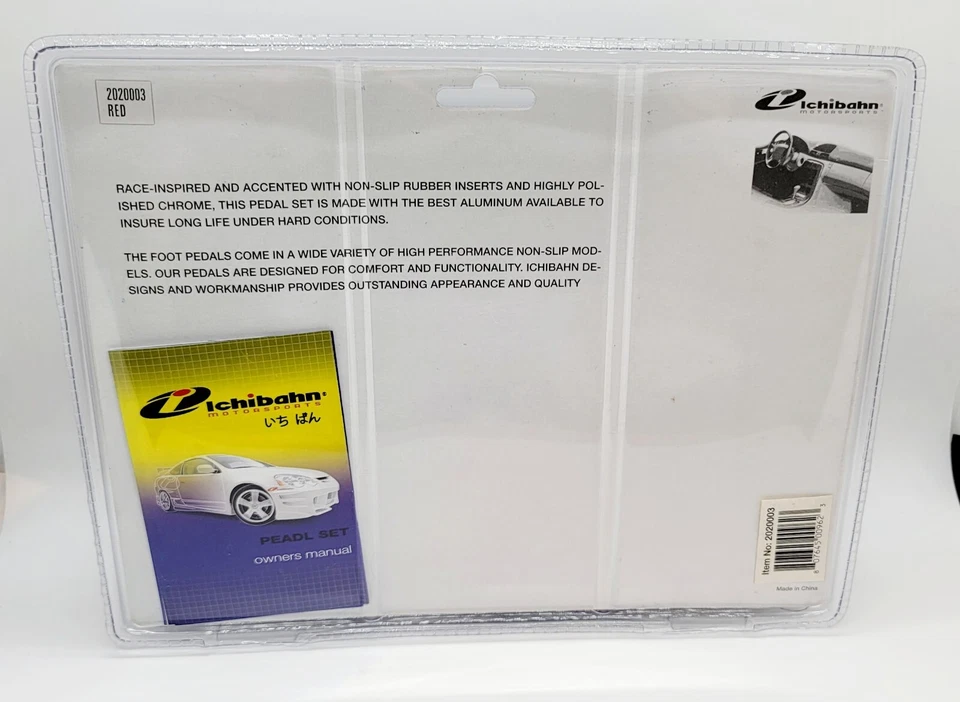 2020003
RED
Ichibahn
MOTORSPORTS
RACE-INSPIRED AND ACCENTED WITH NON-SLIP RUBBER INSERTS AND HIGHLY POL-
ISHED CHROME, THIS PEDAL SET IS MADE WITH THE BEST ALUMINUM AVAILABLE TO
INSURE LONG LIFE UNDER HARD CONDITIONS.
THE FOOT PEDALS COME IN A WIDE VARIETY OF HIGH PERFORMANCE NON-SLIP MOD-
ELS. OUR PEDALS ARE DESIGNED FOR COMFORT AND FUNCTIONALITY. ICHIBAHN DE-
SIGNS AND WORKMANSHIP PROVIDES OUTSTANDING APPEARANCE AND QUALITY
Ichibahn
MOTORSPORTS
いち ばん
PEADL SET
owners manual
Item No: 2020003
8 07645 00962 5
Made in China